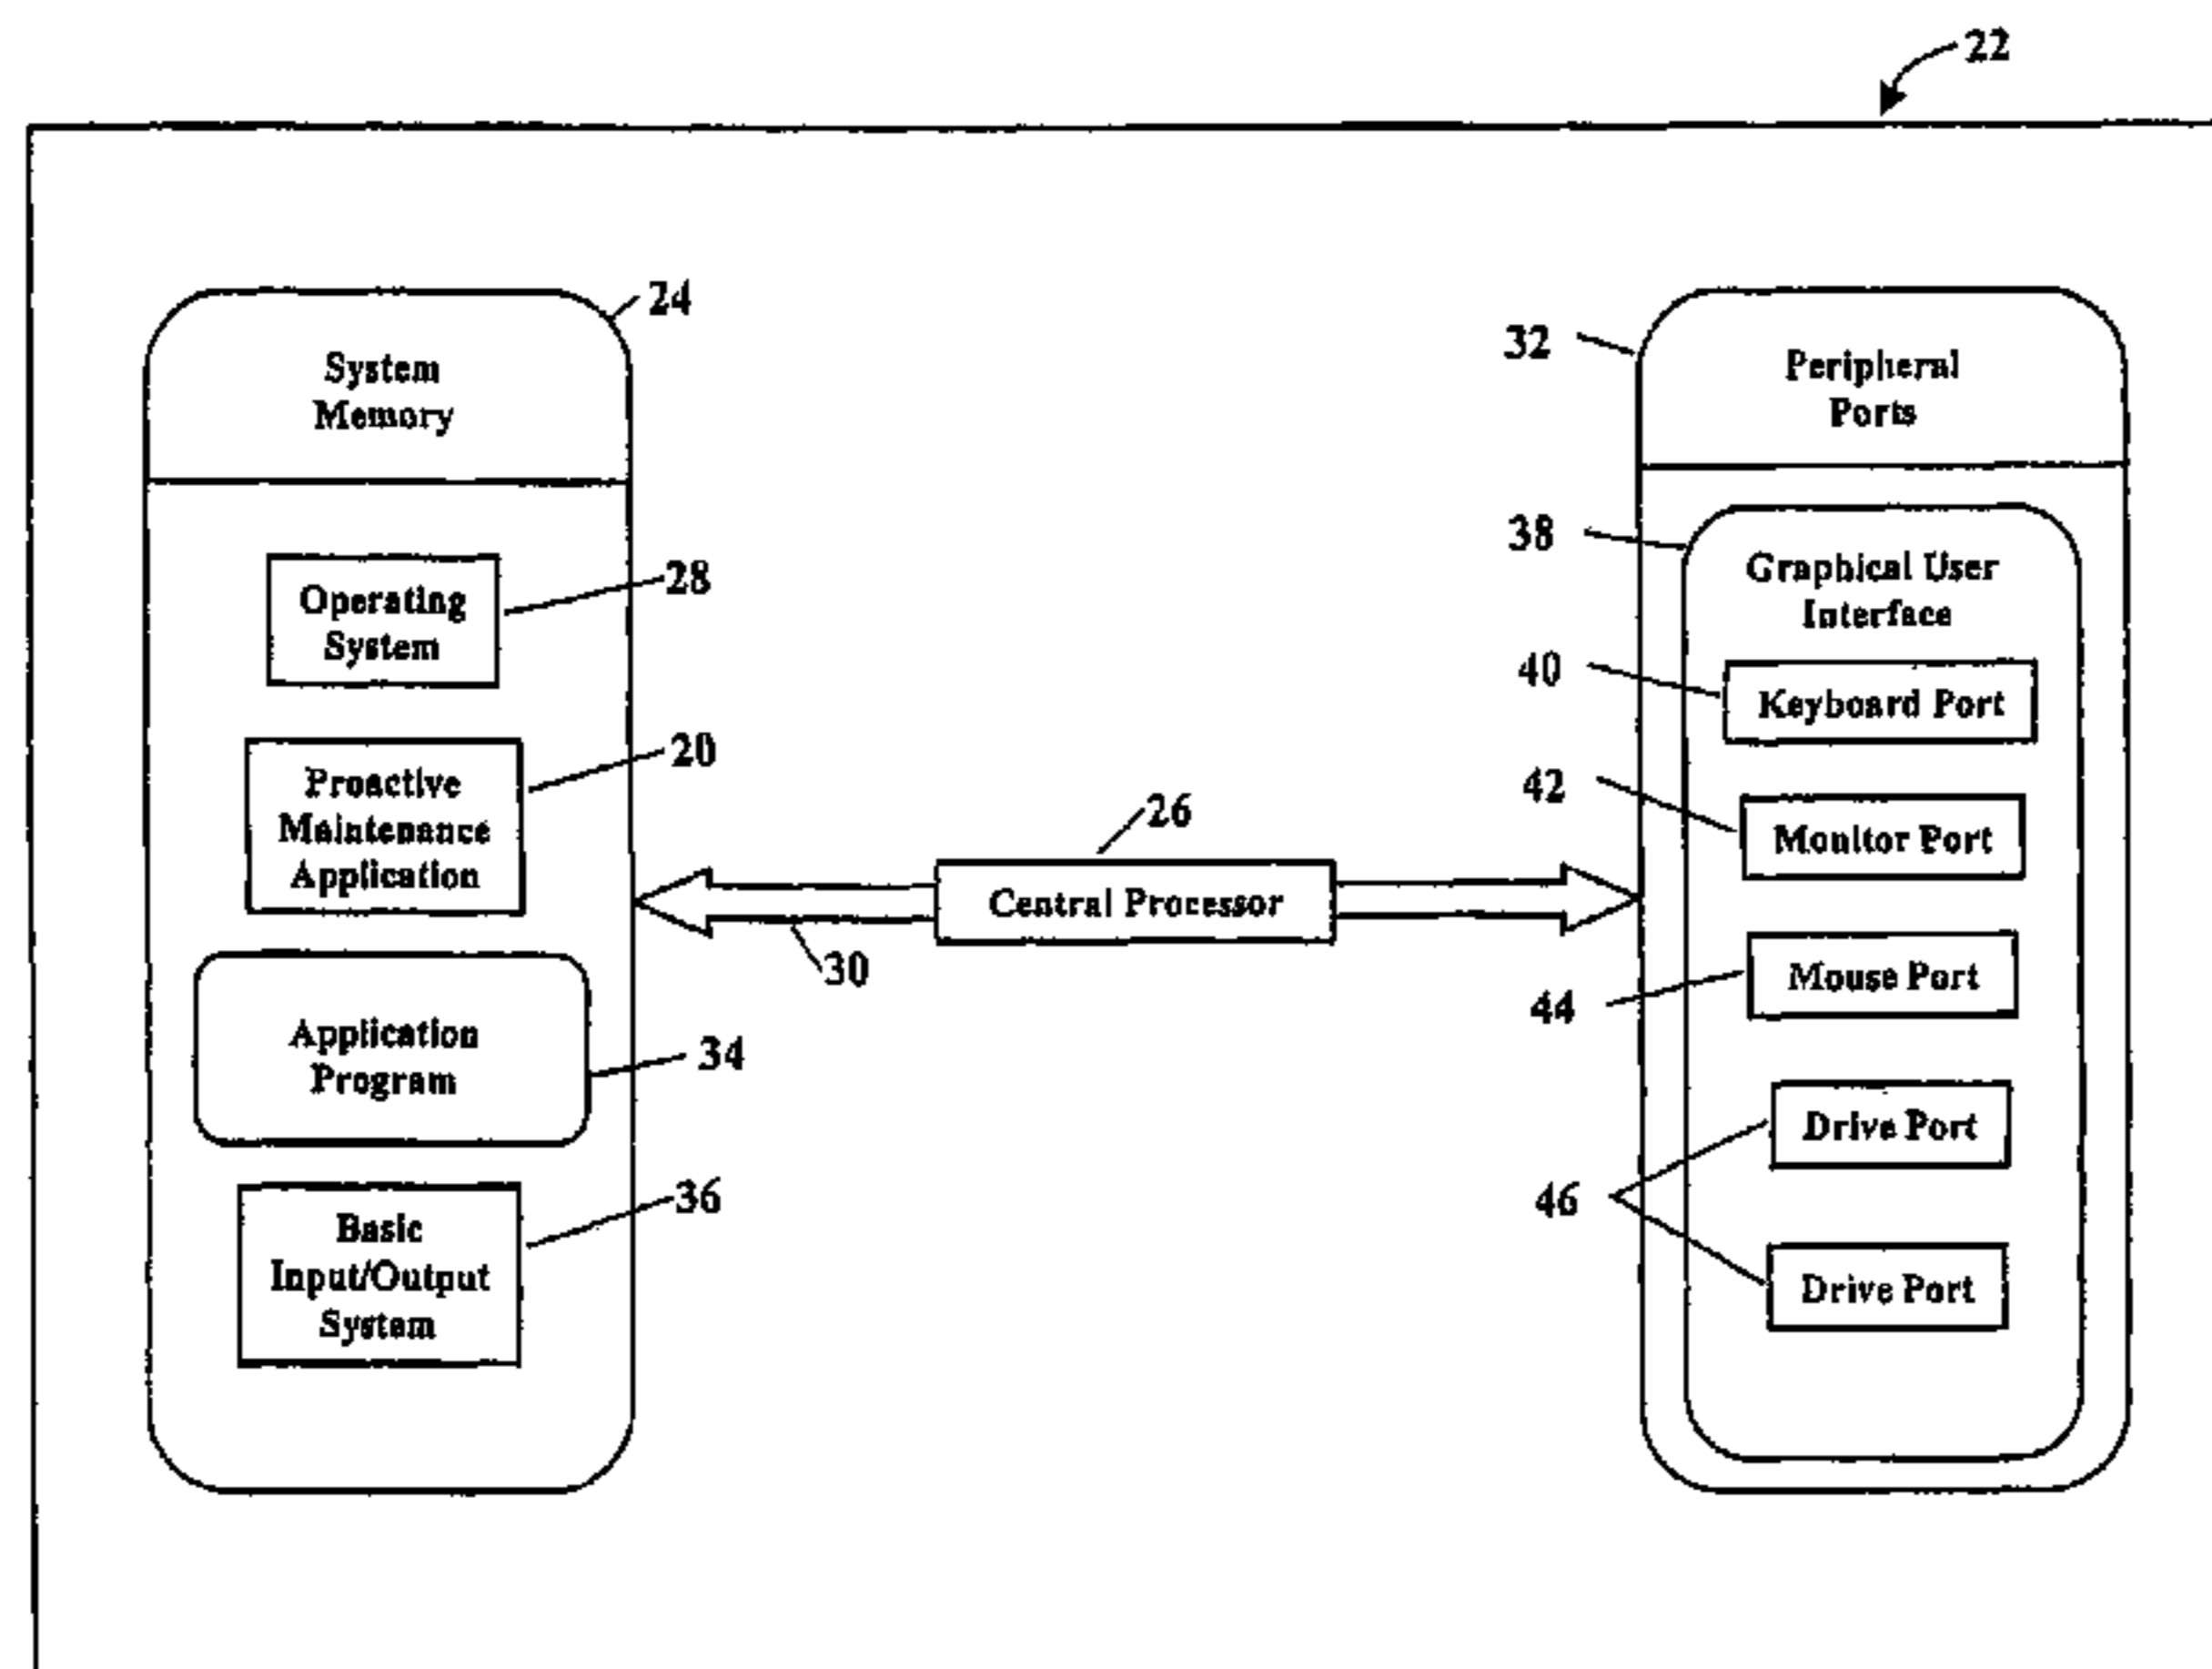 22
24
System
Memory
28
Operating
System
20
Proactive
Maintenance
Application
Application
Program
34
36
Basic
Input/Output
System
26
Central Processor
30
32
Peripheral
Ports
38
Graphical User
Interface
40
Keyboard Port
42
Monitor Port
44
Mouse Port
Drive Port
46
Drive Port